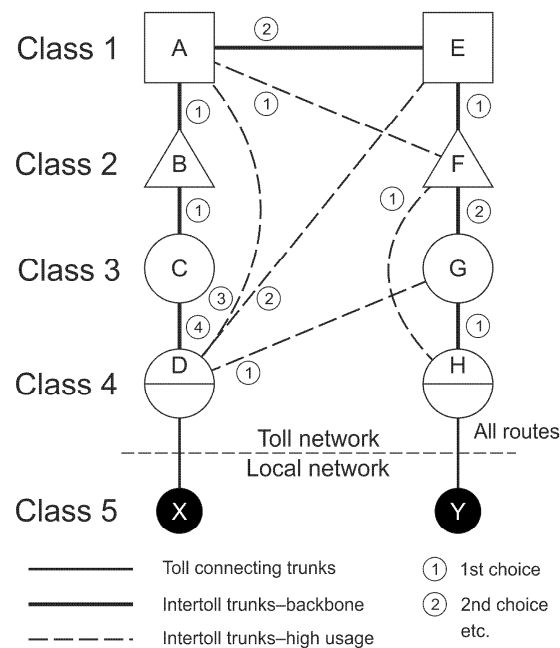 Class 1
A
2
E
1
1
1
Class 2
B
F
1
1
2
Class 3
C
G
3
2
4
1
D
1
H
Class 4
All routes
Toll network
Local network
Class 5
X
Y
Toll connecting trunks
1 1st choice
Intertoll trunks–backbone
2 2nd choice
etc.
Intertoll trunks–high usage